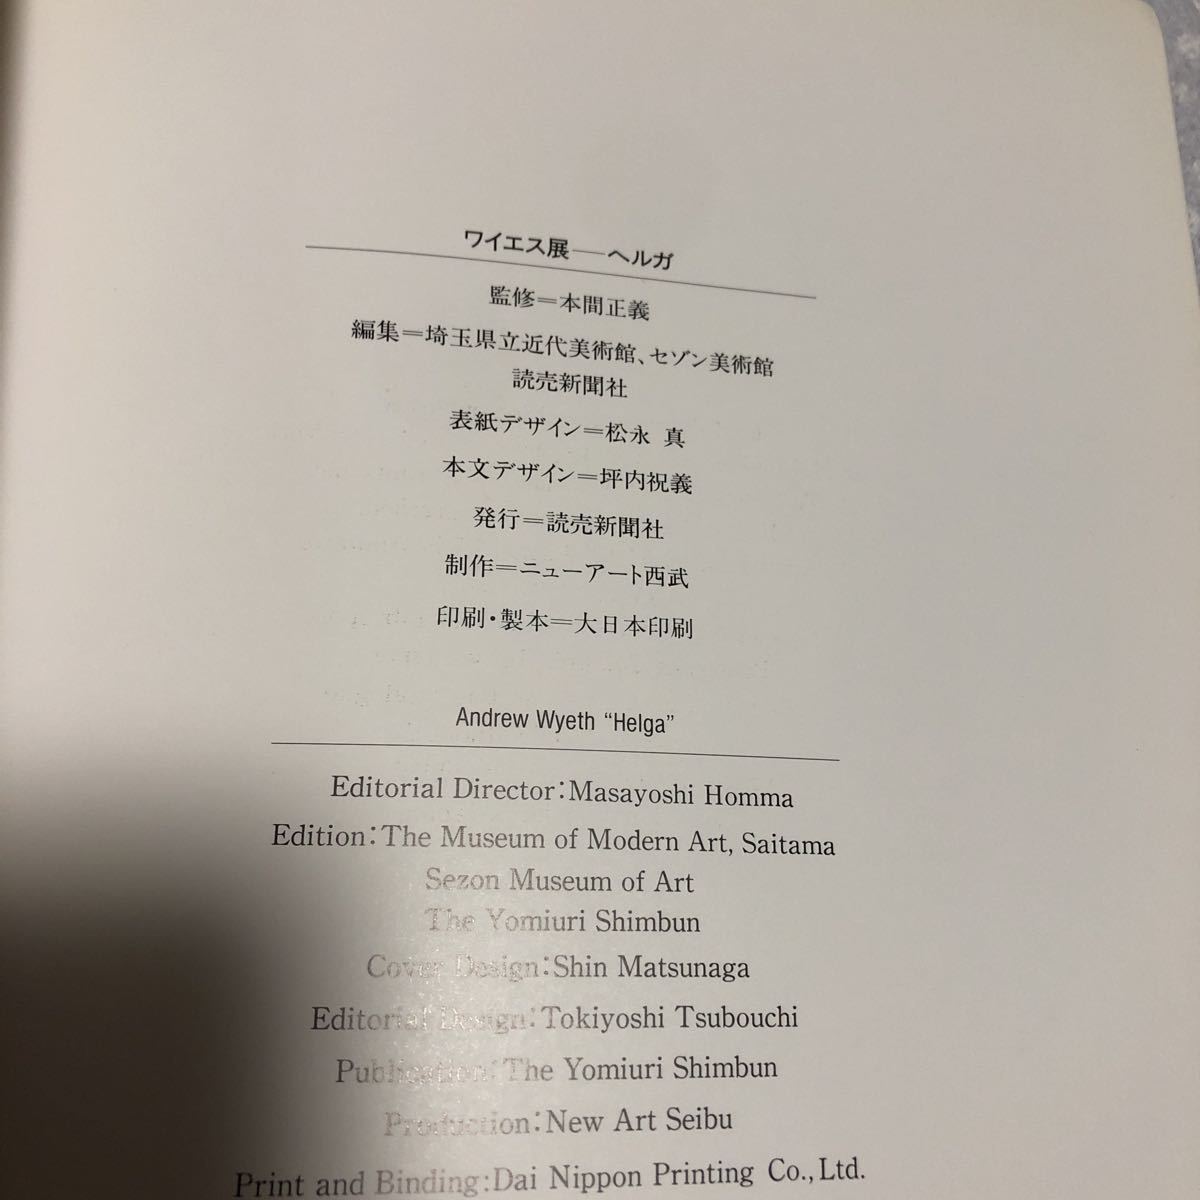 ワイエス展──ヘルガ
監修＝本間正義
編集＝埼玉県立近代美術館、セゾン美術館
読売新聞社
表紙デザイン＝松永 真
本文デザイン＝坪内祝義
発行＝読売新聞社
制作＝ニューアート西武
印刷・製本＝大日本印刷
Andrew Wyeth “Helga”
Editorial Director:Masayoshi Homma
Edition:The Museum of Modern Art, Saitama
Sezon Museum of Art
The Yomiuri Shimbun
Cover Design:Shin Matsunaga
Editorial Design:Tokiyoshi Tsubouchi
Publication:The Yomiuri Shimbun
Production:New Art Seibu
Print and Binding:Dai Nippon Printing Co.,Ltd.